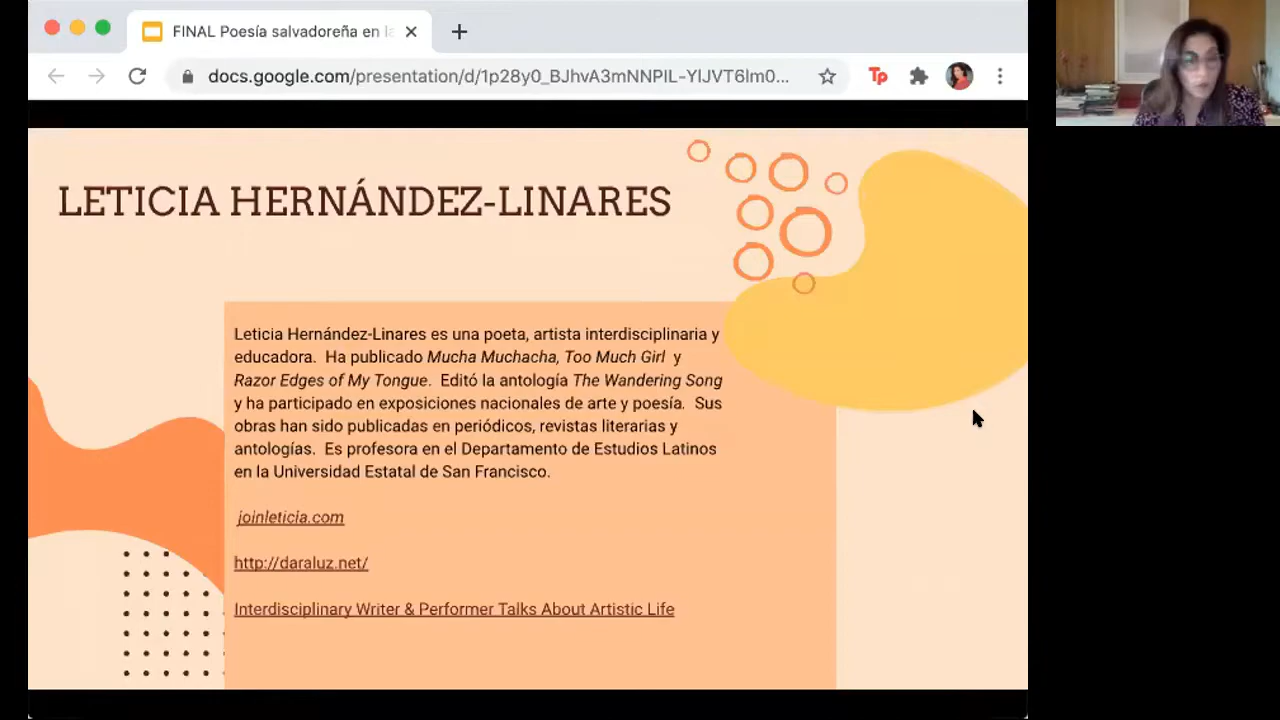 FINAL Poesía salvadoreña en la
docs.google.com/presentation/d/1p28y0_BJhvA3mNNPIL-YlJVT6lm0...
Tp
LETICIA HERNÁNDEZ-LINARES
Leticia Hernández-Linares es una poeta, artista interdisciplinaria y
educadora. Ha publicado Mucha Muchacha, Too Much Girl y
Razor Edges of My Tongue. Editó la antología The Wandering Song
y ha participado en exposiciones nacionales de arte y poesía. Sus
obras han sido publicadas en periódicos, revistas literarias y
antologías. Es profesora en el Departamento de Estudios Latinos
en la Universidad Estatal de San Francisco.
joinleticia.com
http://daraluz.net/
Interdisciplinary Writer & Performer Talks About Artistic Life